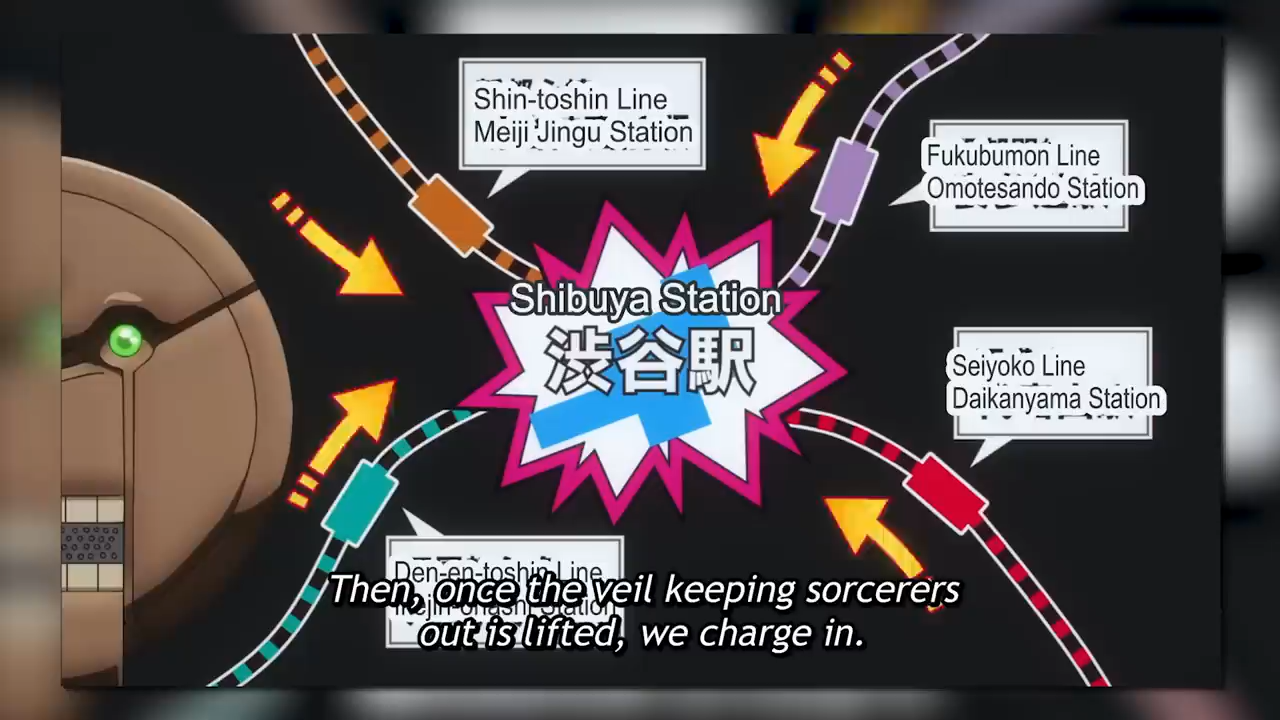 Shin-toshin Line
Meiji Jingu Station
Fukubumon Line
Omotesando Station
Shibuya Station
渋谷駅
Seiyoko Line
Daikanyama Station
Den-en-toshin Line
Station
Then, once the veil keeping sorcerers
out is lifted, we charge in.